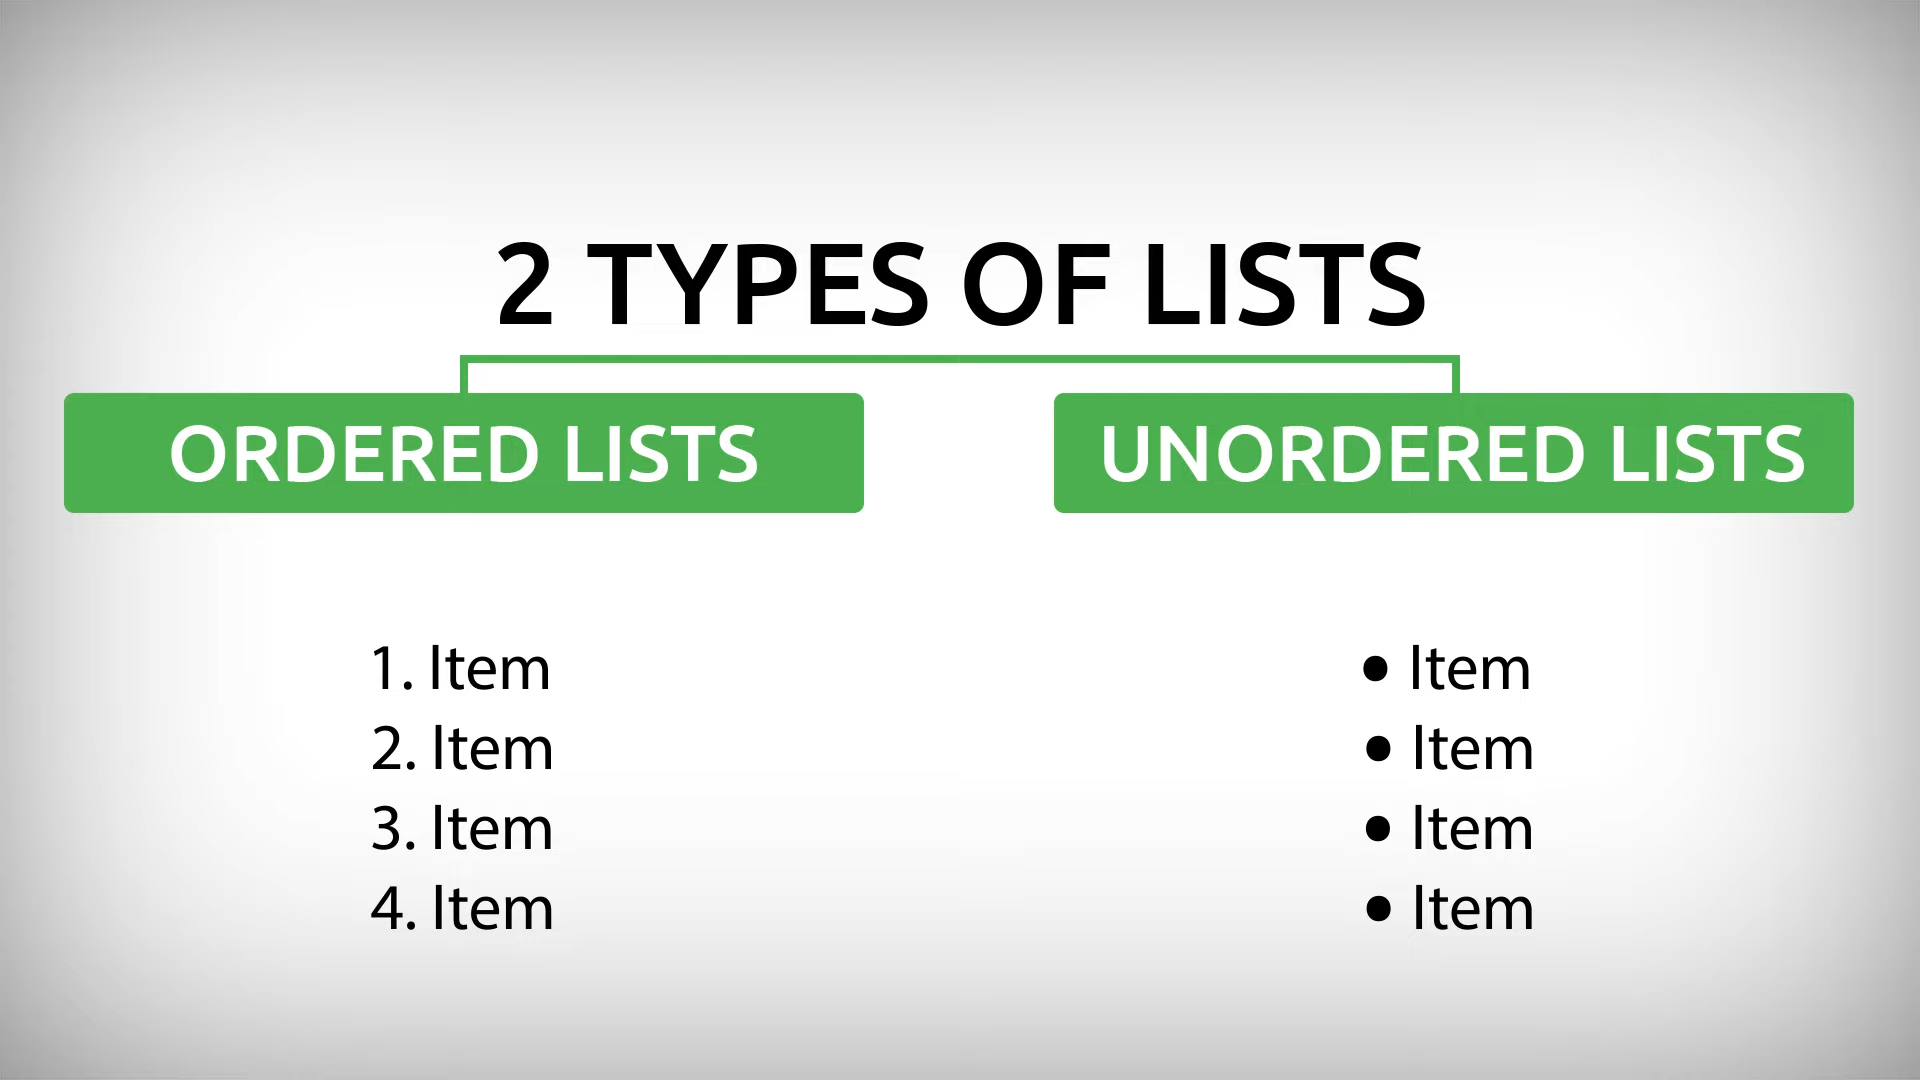 2 TYPES OF LISTS
ORDERED LISTS
1. Item
2. Item
3. Item
4. Item
UNORDERED LISTS
• Item
• Item
• Item
• Item